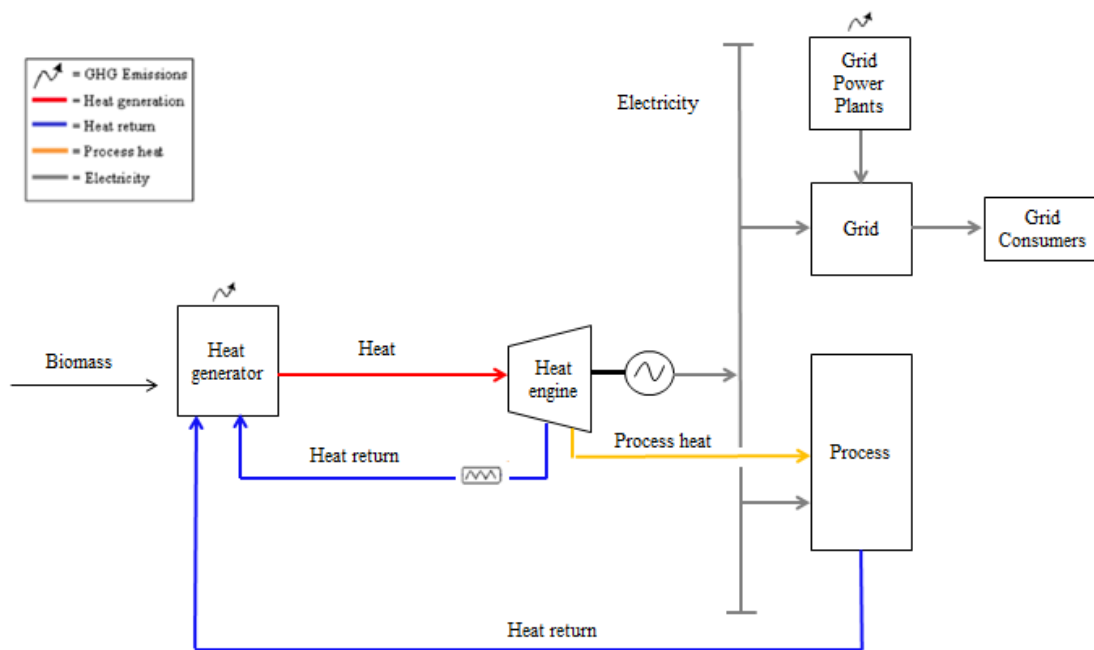 = GHG Emissions
= Heat generation
= Heat return
= Process heat
= Electricity
Electricity
Grid
Power
Plants
Grid
Grid
Consumers
Biomass
Heat
generator
Heat
Heat
engine
Heat return
Process heat
Process
Heat return